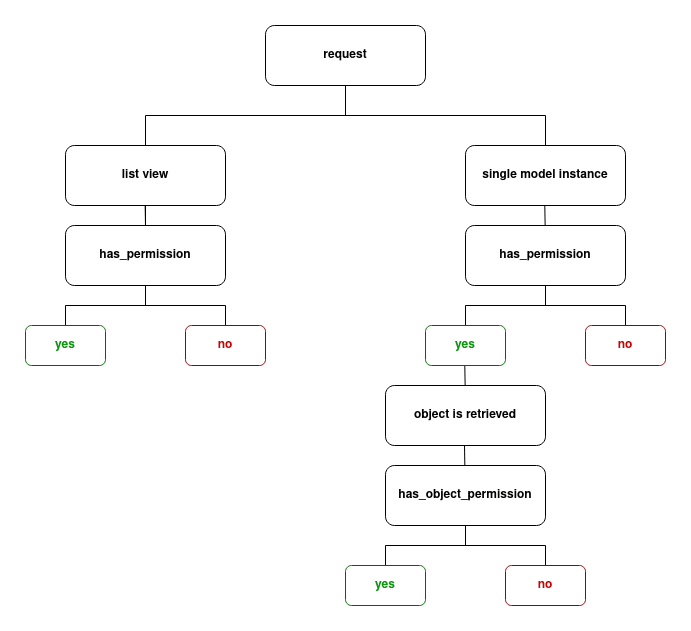 request
list view
single model instance
has_permission
has_permission
yes
no
yes
no
object is retrieved
has_object_permission
yes
no